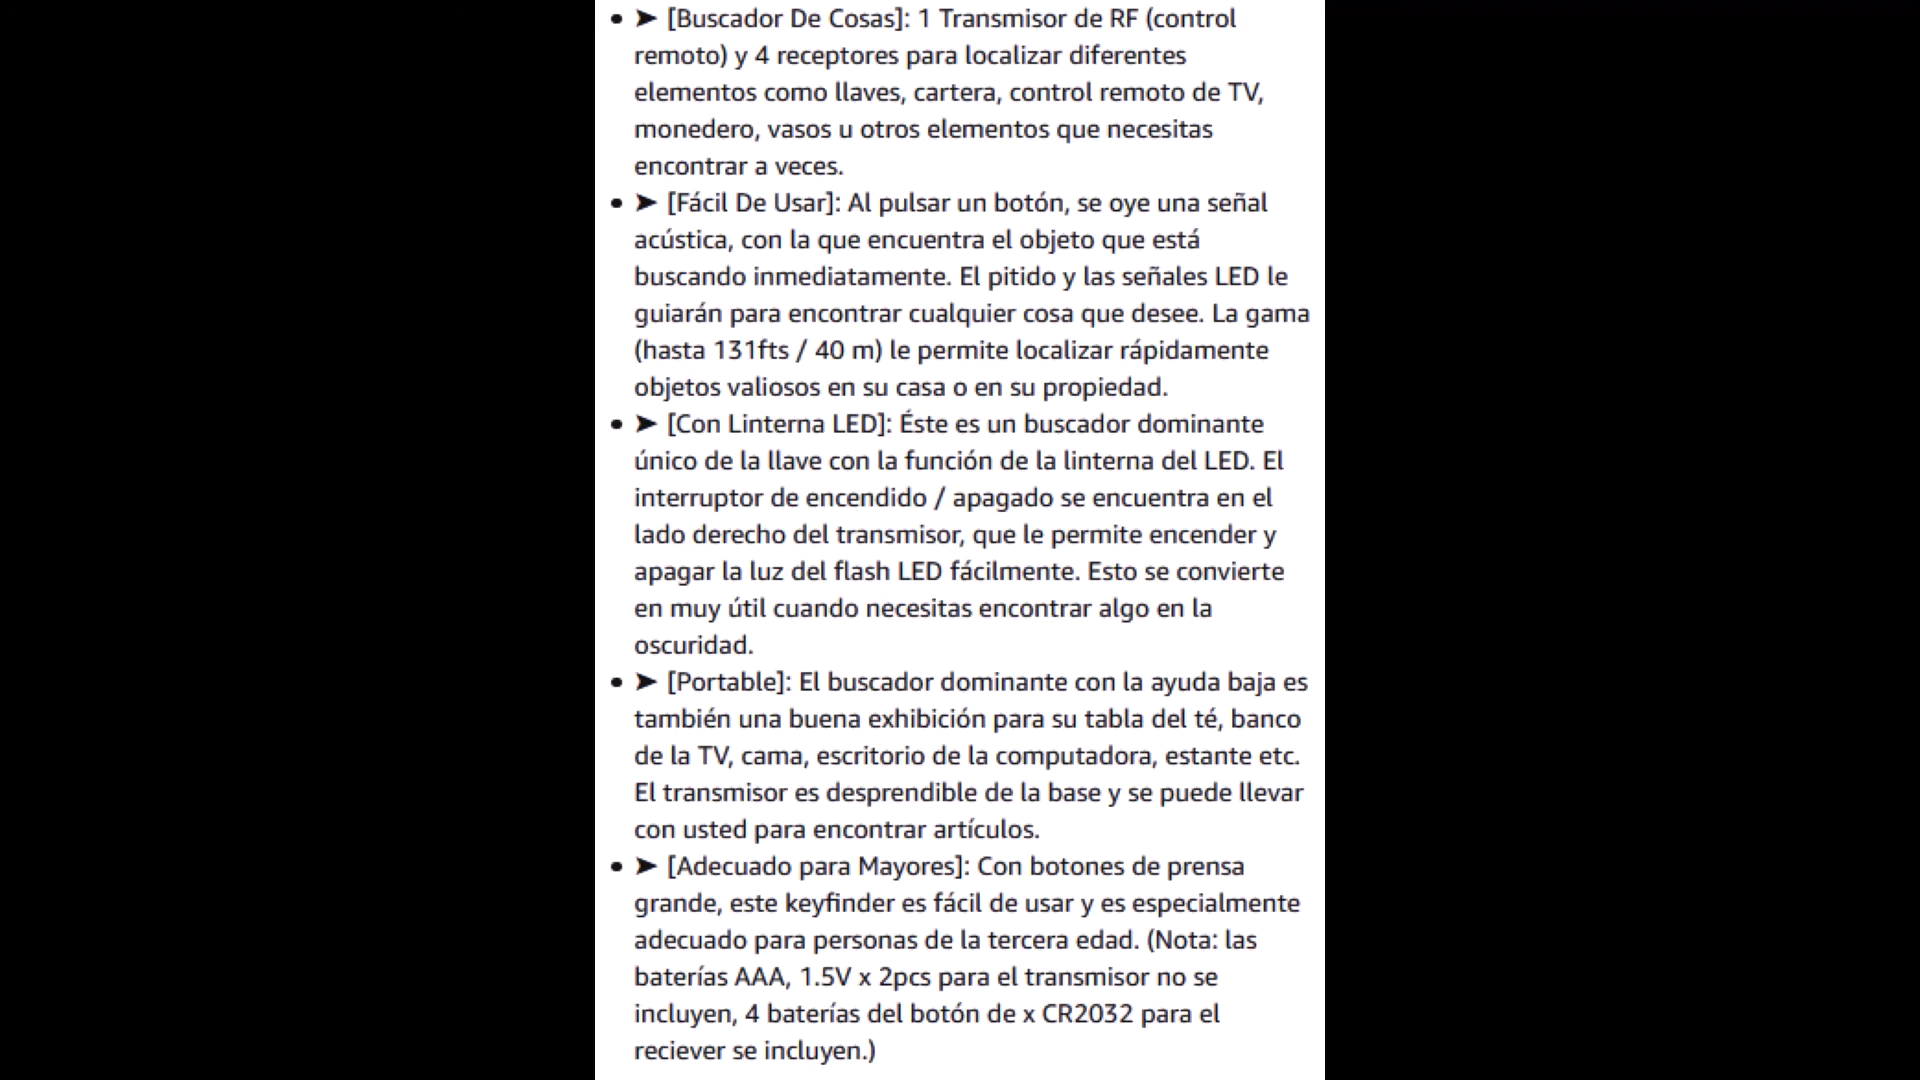 • ➤ [Buscador De Cosas]: 1 Transmisor de RF (control
remoto) y 4 receptores para localizar diferentes
elementos como llaves, cartera, control remoto de TV,
monedero, vasos u otros elementos que necesitas
encontrar a veces.
• ➤ [Fácil De Usar]: Al pulsar un botón, se oye una señal
acústica, con la que encuentra el objeto que está
buscando inmediatamente. El pitido y las señales LED le
guiarán para encontrar cualquier cosa que desee. La gama
(hasta 131fts / 40 m) le permite localizar rápidamente
objetos valiosos en su casa o en su propiedad.
• ➤ [Con Linterna LED]: Éste es un buscador dominante
único de la llave con la función de la linterna del LED. El
interruptor de encendido / apagado se encuentra en el
lado derecho del transmisor, que le permite encender y
apagar la luz del flash LED fácilmente. Esto se convierte
en muy útil cuando necesitas encontrar algo en la
oscuridad.
• ➤ [Portable]: El buscador dominante con la ayuda baja es
también una buena exhibición para su tabla del té, banco
de la TV, cama, escritorio de la computadora, estante etc.
El transmisor es desprendible de la base y se puede llevar
con usted para encontrar artículos.
• ➤ [Adecuado para Mayores]: Con botones de prensa
grande, este keyfinder es fácil de usar y es especialmente
adecuado para personas de la tercera edad. (Nota: las
baterías AAA, 1.5V x 2pcs para el transmisor no se
incluyen, 4 baterías del botón de x CR2032 para el
reciever se incluyen.)